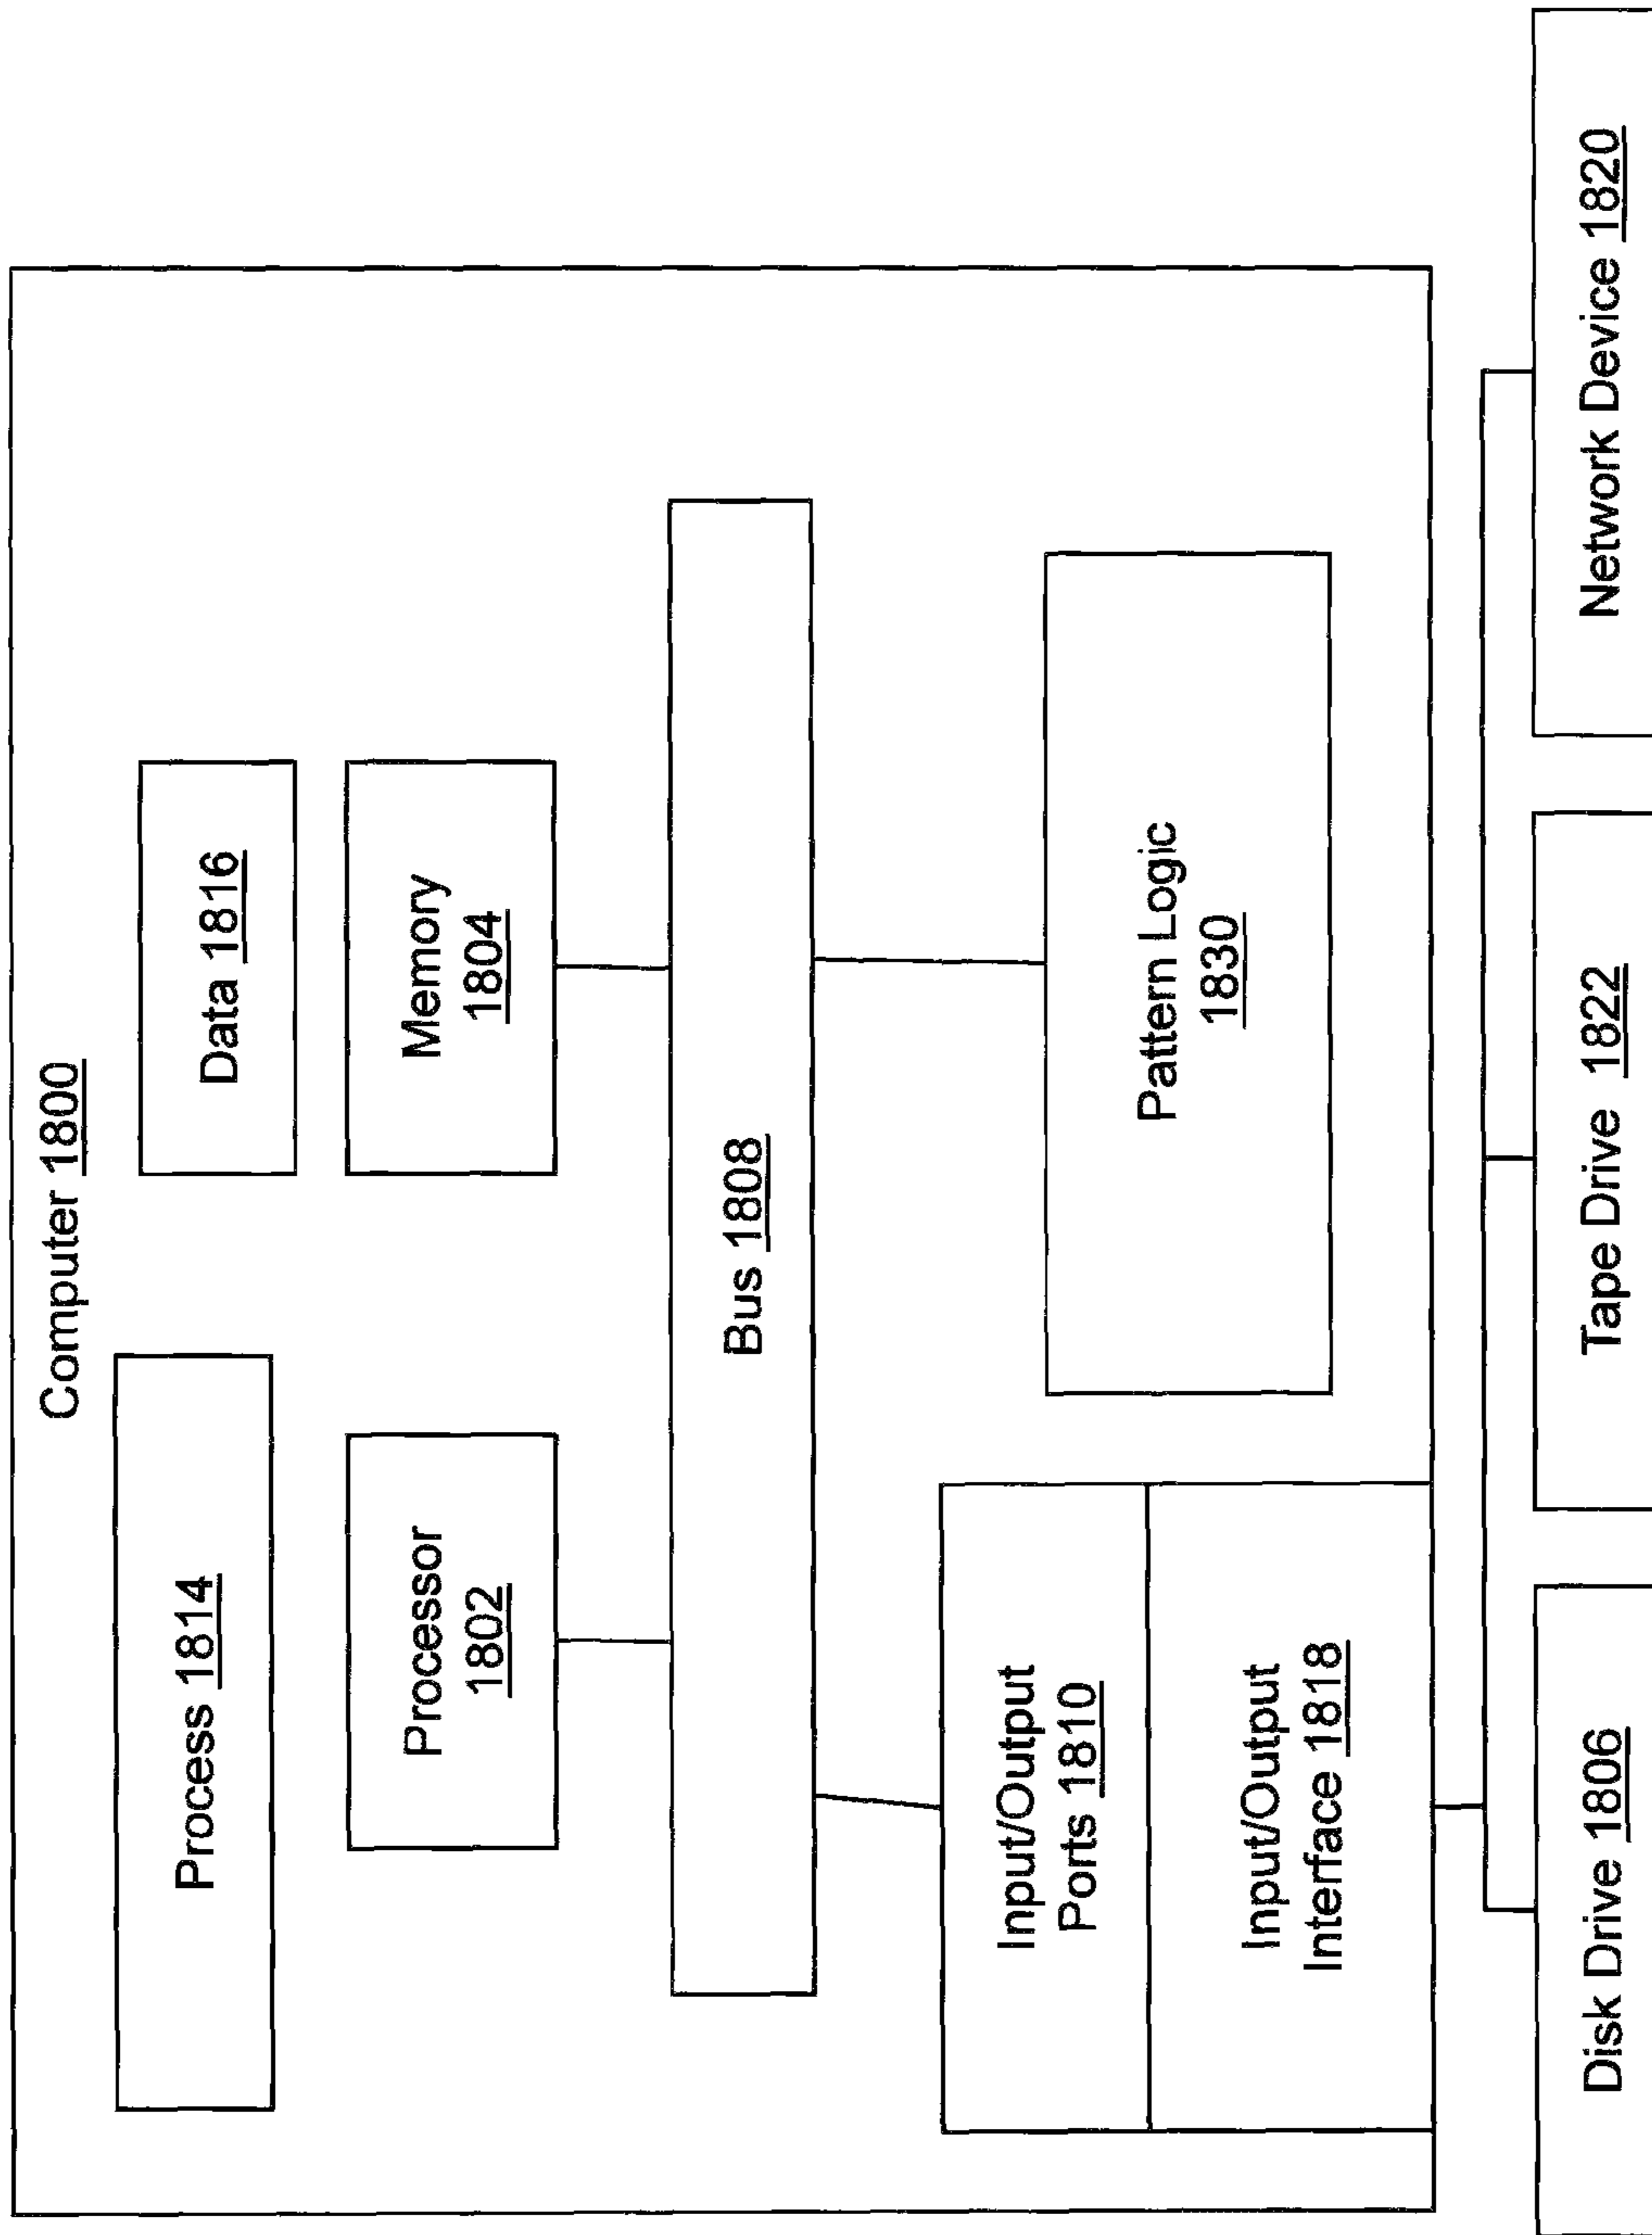 Computer 1800
Process 1814
Data 1816
Processor
1802
Memory
1804
Bus 1808
Input/Output
Ports 1810
Pattern Logic
1830
Input/Output
Interface 1818
Disk Drive 1806
Tape Drive 1822
Network Device 1820